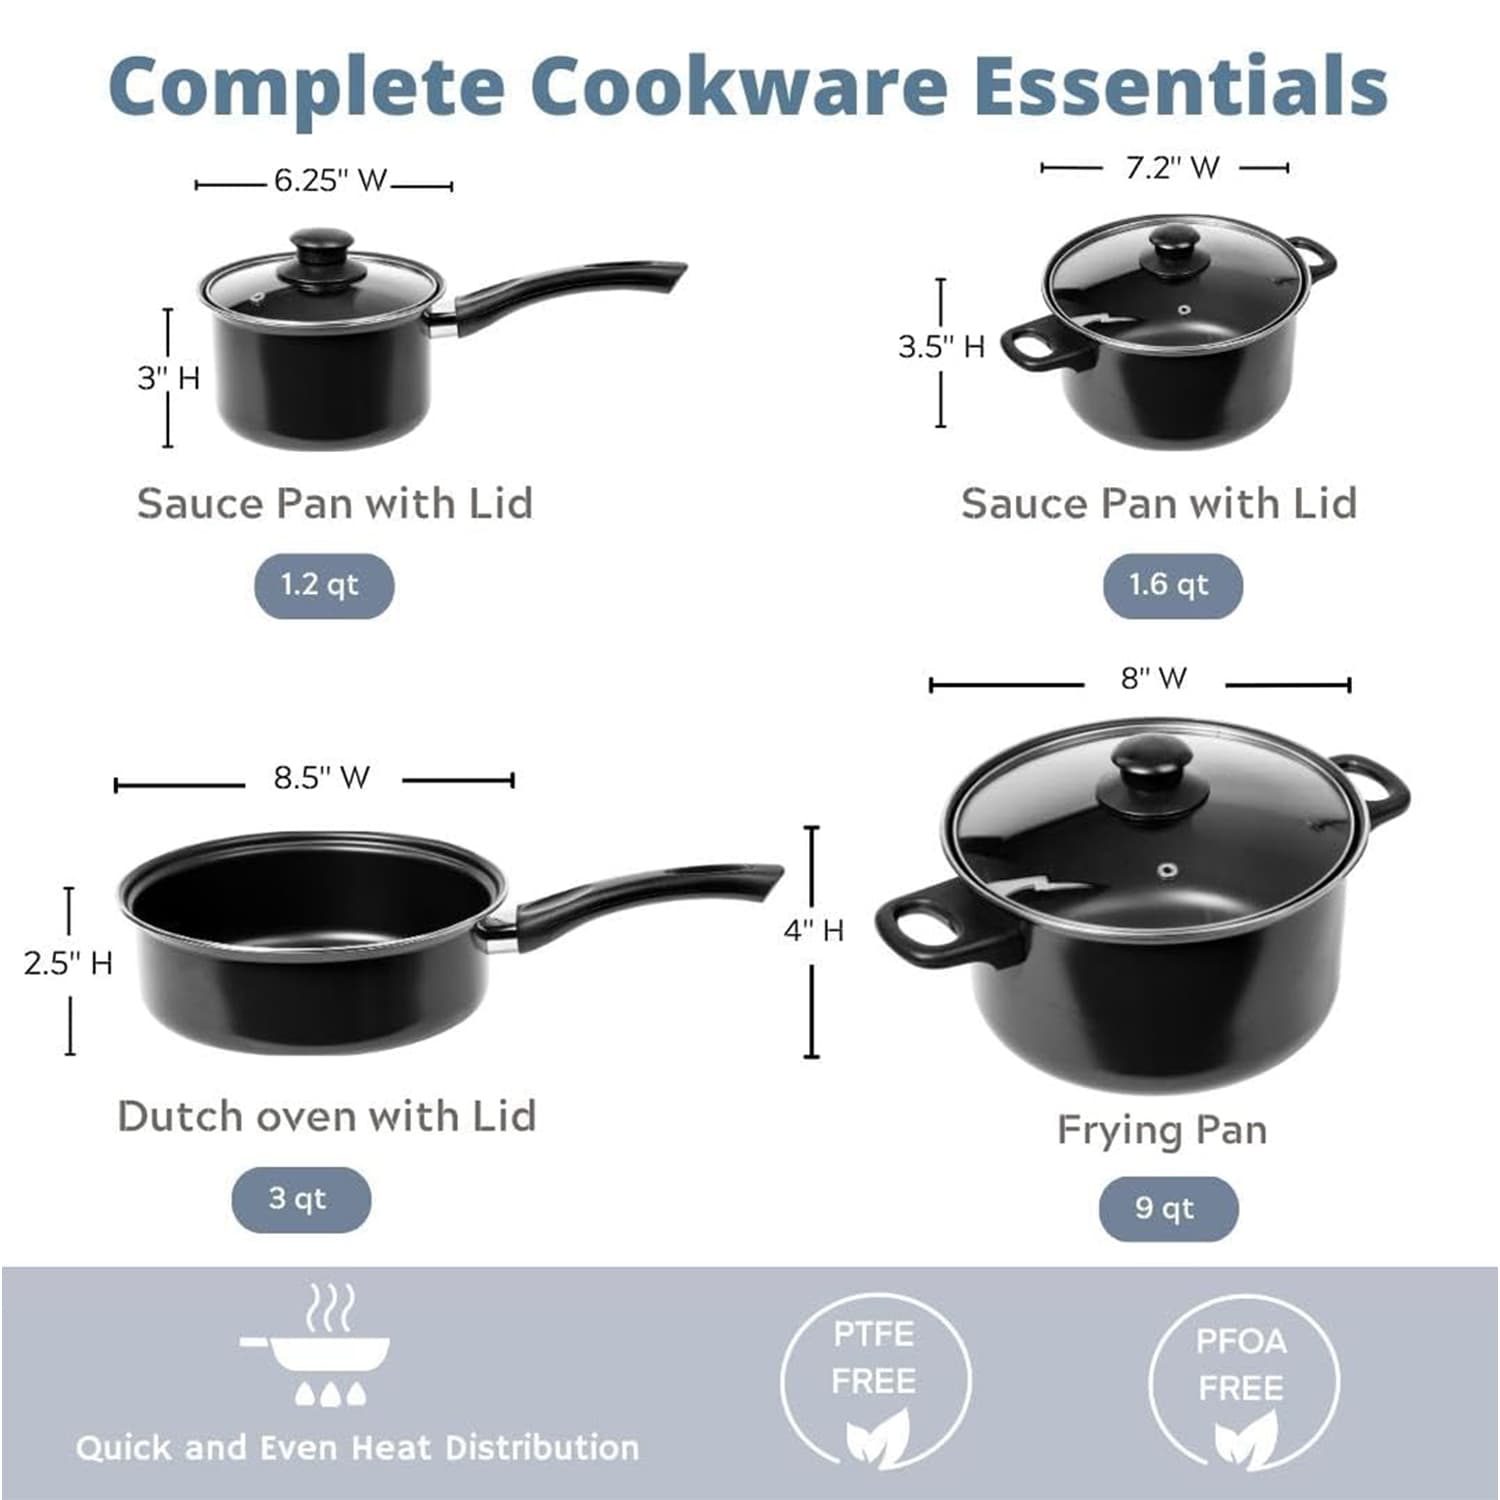 Complete Cookware Essentials
6.25" W
7.2" W
3" H
3.5" H
Sauce Pan with Lid
Sauce Pan with Lid
1.2 qt
1.6 qt
8.5" W
8" W
2.5" H
4" H
Dutch oven with Lid
Frying Pan
3 qt
9 qt
PTFE
FREE
PFOA
FREE
Quick and Even Heat Distribution